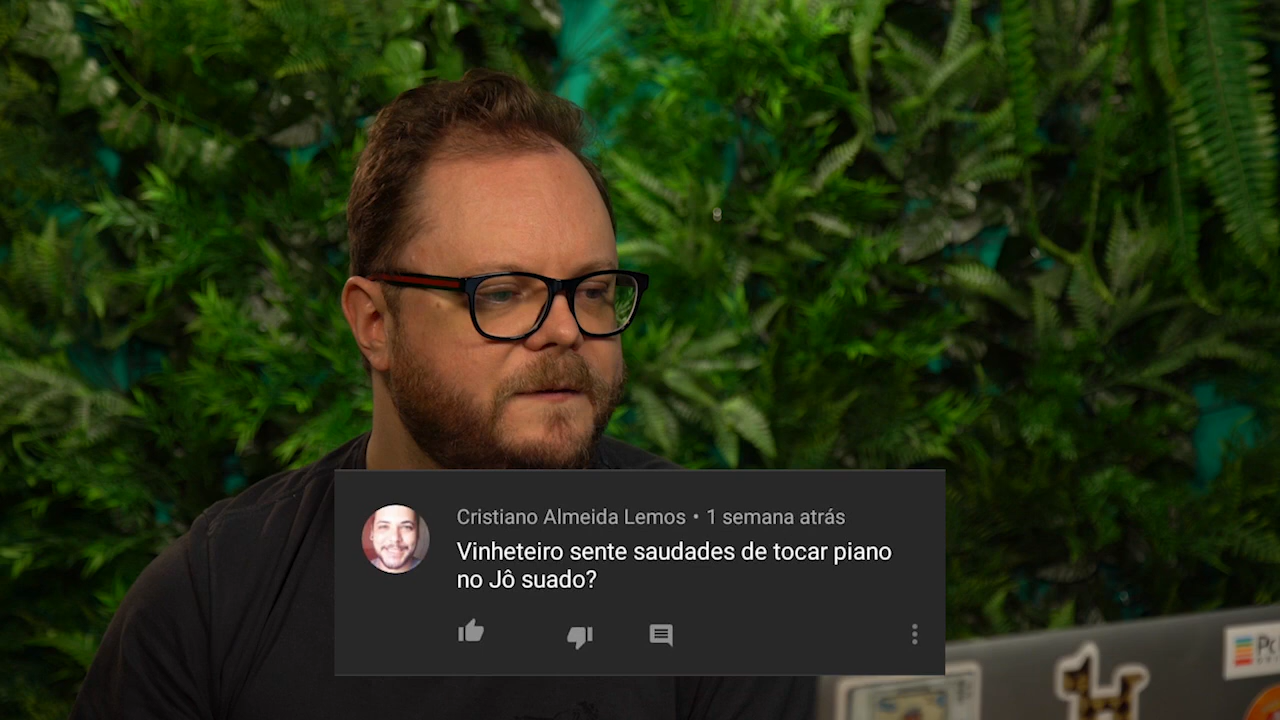 Cristiano Almeida Lemos • 1 semana atrás
Vinheteiro sente saudades de tocar piano
no Jô suado?